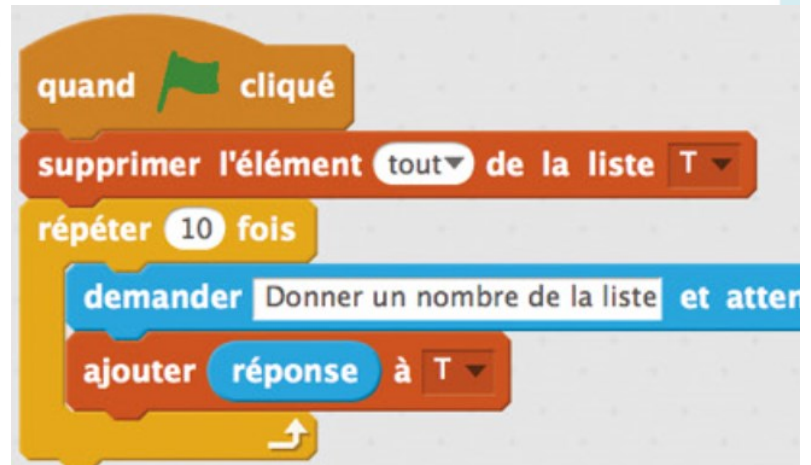 quand cliqué
supprimer l'élément tout de la liste T
répéter 10 fois
demander Donner un nombre de la liste et atten
ajouter réponse à T